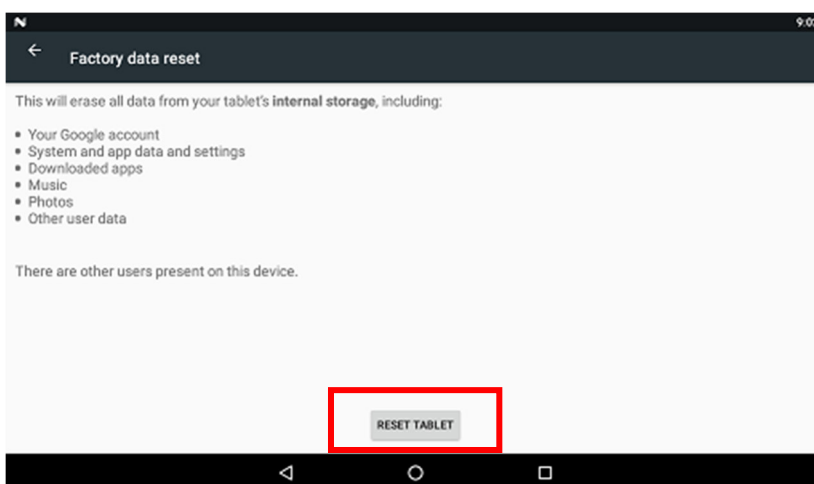 9:0
Factory data reset
This will erase all data from your tablet's internal storage, including:
• Your Google account
• System and app data and settings
• Downloaded apps
• Music
• Photos
• Other user data
There are other users present on this device.
RESET TABLET